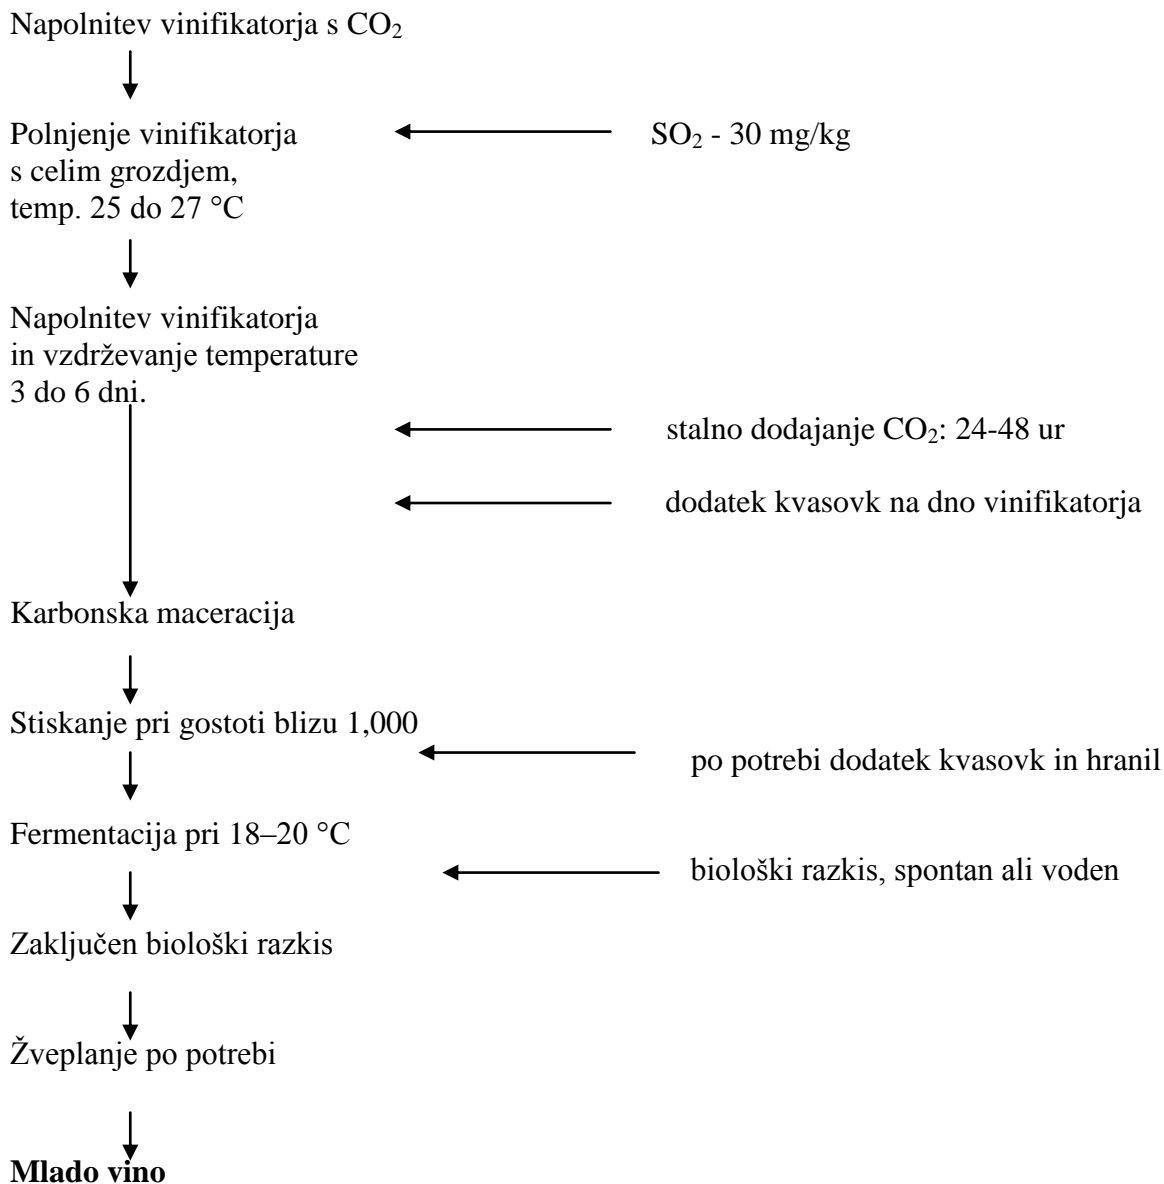 Napolnitev vinifikatorja s CO₂
Polnjenje vinifikatorja
s celim grozdjem,
temp. 25 do 27 °C
SO₂ - 30 mg/kg
Napolnitev vinifikatorja
in vzdrževanje temperature
3 do 6 dni.
stalno dodajanje CO₂: 24-48 ur
dodatek kvasovk na dno vinifikatorja
Karbonska maceracija
Stiskanje pri gostoti blizu 1,000
po potrebi dodatek kvasovk in hranil
Fermentacija pri 18–20 °C
biološki razkis, spontan ali voden
Zaključen biološki razkis
Žveplanje po potrebi
Mlado vino